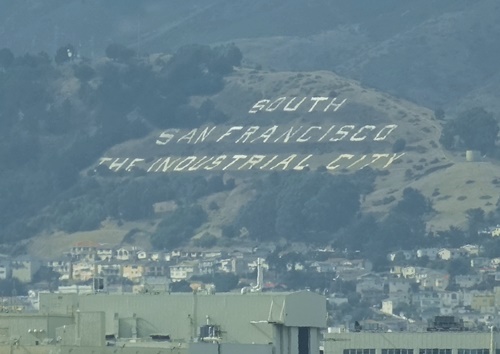 SOUTH
SAN FRANCISCO
THE INDUSTRIAL CITY